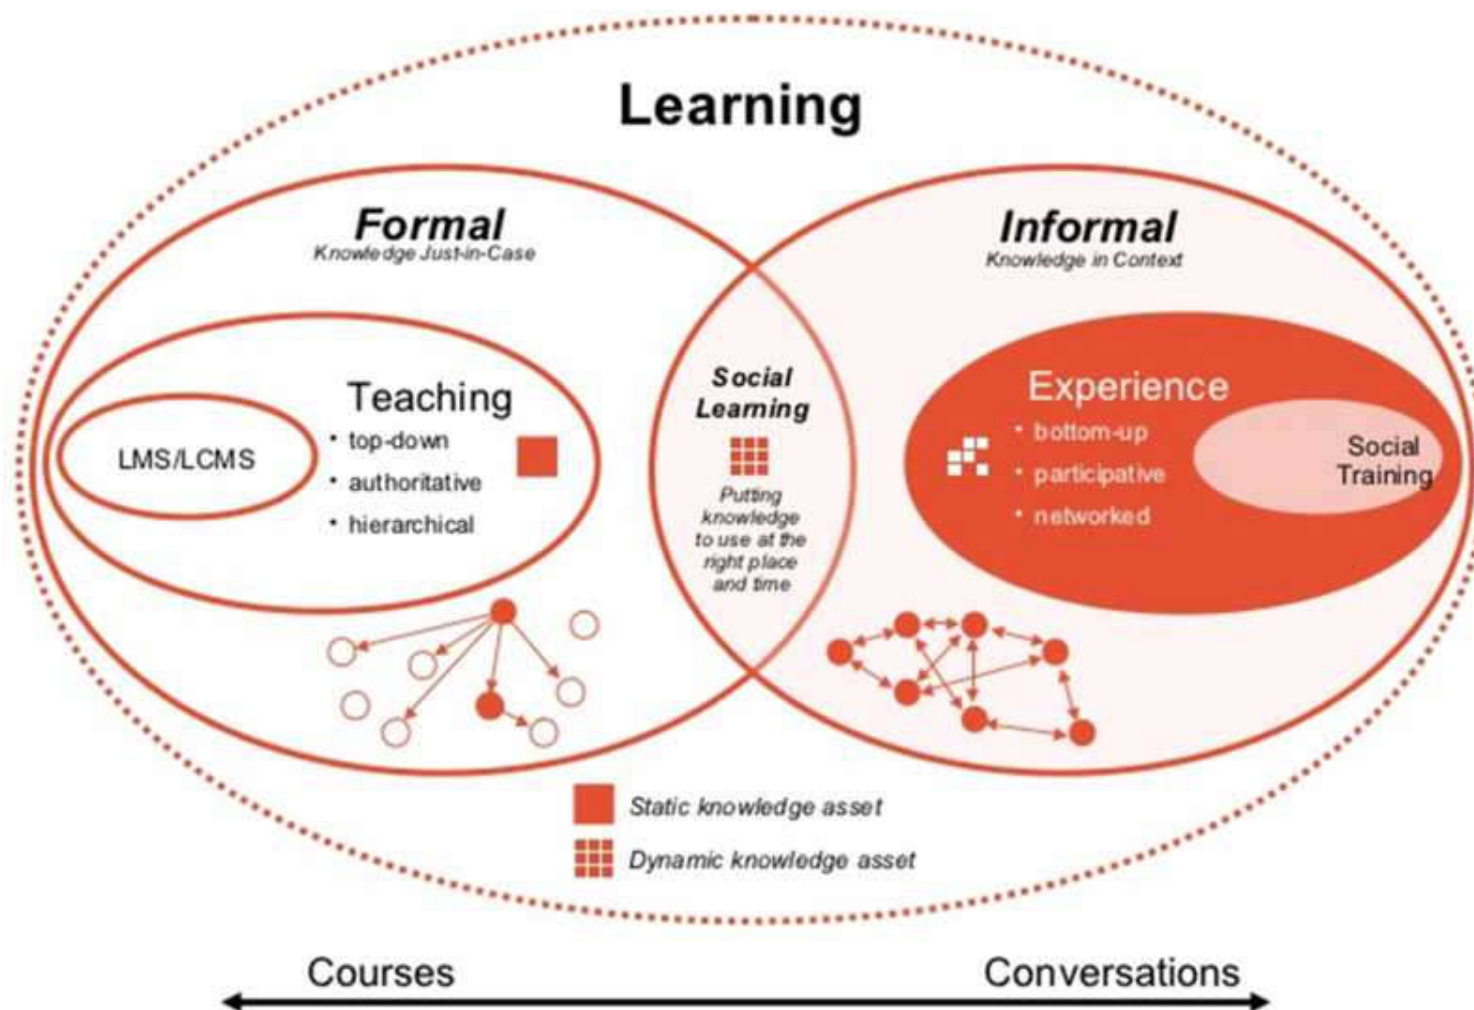 Learning
Formal
Knowledge Just-in-Case
Informal
Knowledge in Context
Teaching
• top-down
• authoritative
• hierarchical
LMS/LCMS
Social
Learning
Putting
knowledge
to use at the
right place
and time
Experience
• bottom-up
• participative
• networked
Social
Training
Static knowledge asset
Dynamic knowledge asset
Courses
Conversations